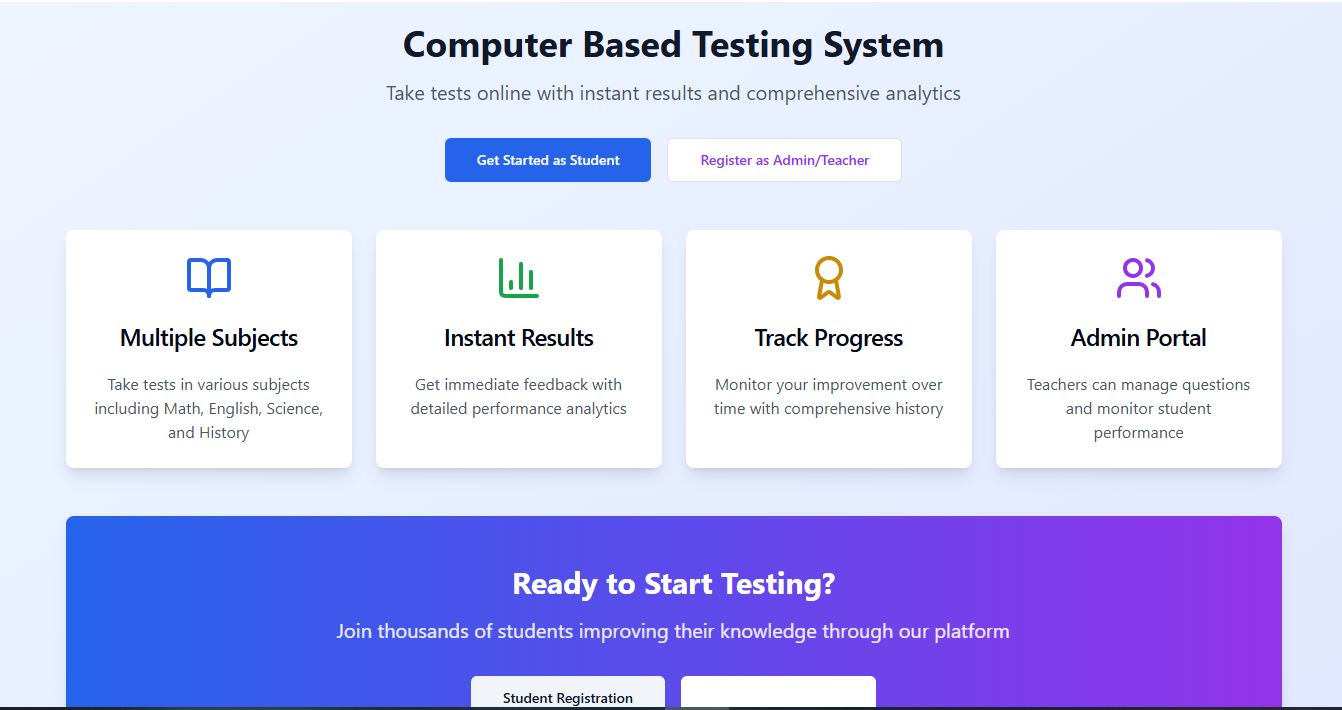 Computer Based Testing System
Take tests online with instant results and comprehensive analytics
Get Started as Student
Register as Admin/Teacher
Multiple Subjects
Take tests in various subjects
including Math, English, Science,
and History
Instant Results
Get immediate feedback with
detailed performance analytics
Track Progress
Monitor your improvement over
time with comprehensive history
Admin Portal
Teachers can manage questions
and monitor student
performance
Ready to Start Testing?
Join thousands of students improving their knowledge through our platform
Student Registration